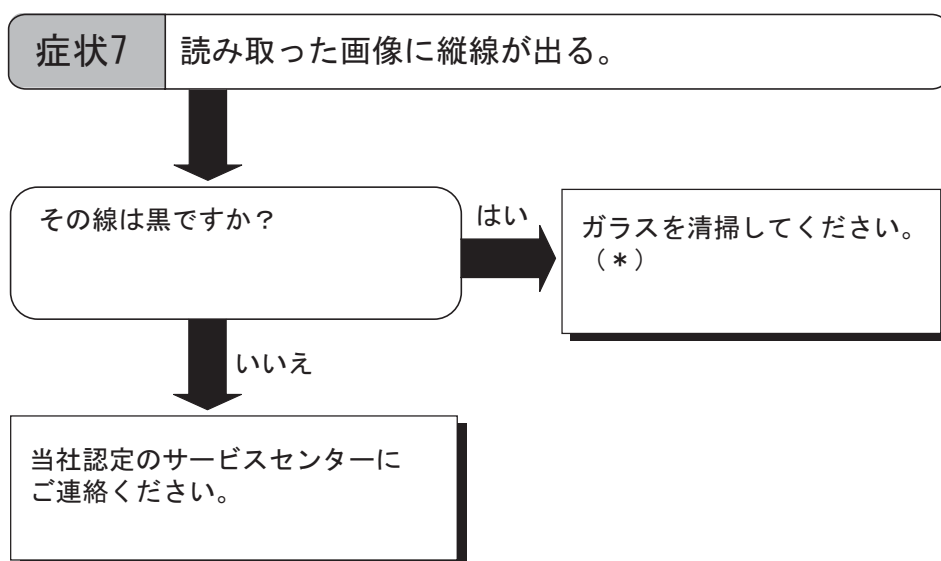 症状7
読み取った画像に縦線が出る。
その線は黒ですか？
はい
ガラスを清掃してください。
（*）
いいえ
当社認定のサービスセンターに
ご連絡ください。